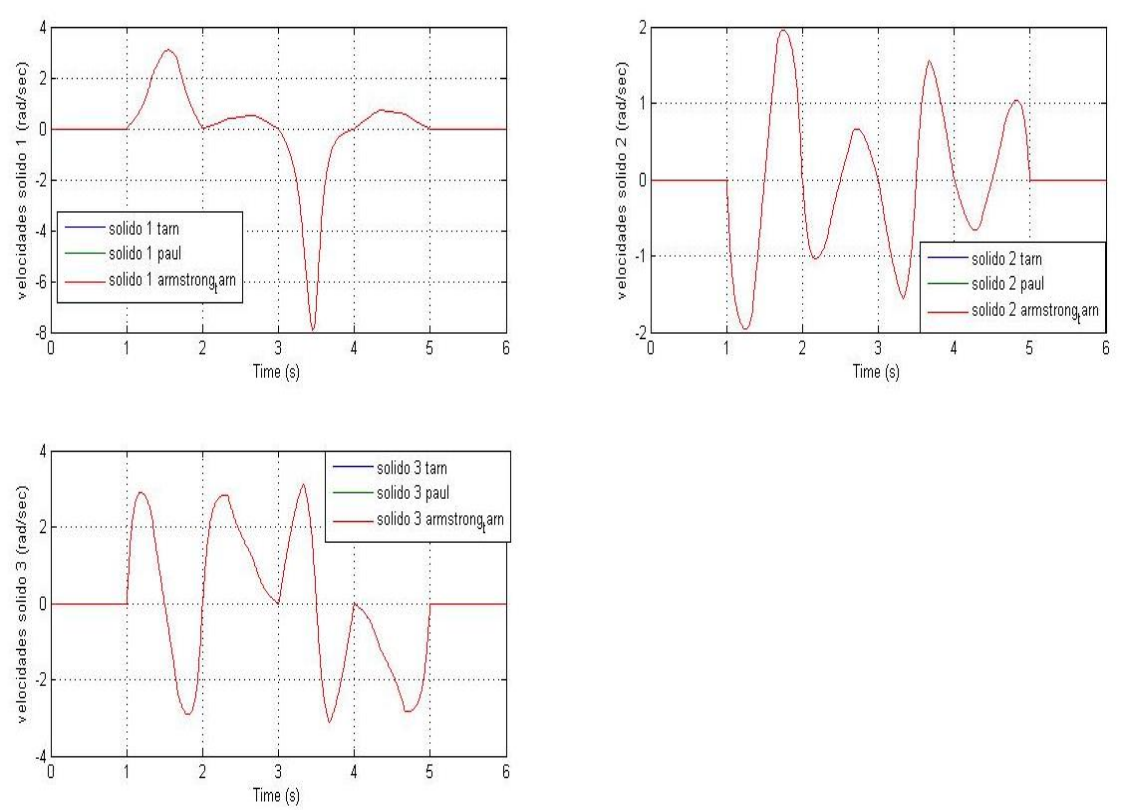 4
2
0
-2
-4
-6
-8
velocidades solido 1 (rad/sec)
solido 1 tarn
solido 1 paul
solido 1 armstrong_tarn
0 1 2 3 4 5 6
Time (s)
2
1
0
-1
-2
velocidades solido 2 (rad/sec)
solido 2 tarn
solido 2 paul
solido 2 armstrong_tarn
0 1 2 3 4 5 6
Time (s)
4
2
0
-2
-4
velocidades solido 3 (rad/sec)
solido 3 tarn
solido 3 paul
solido 3 armstrong_tarn
0 1 2 3 4 5 6
Time (s)